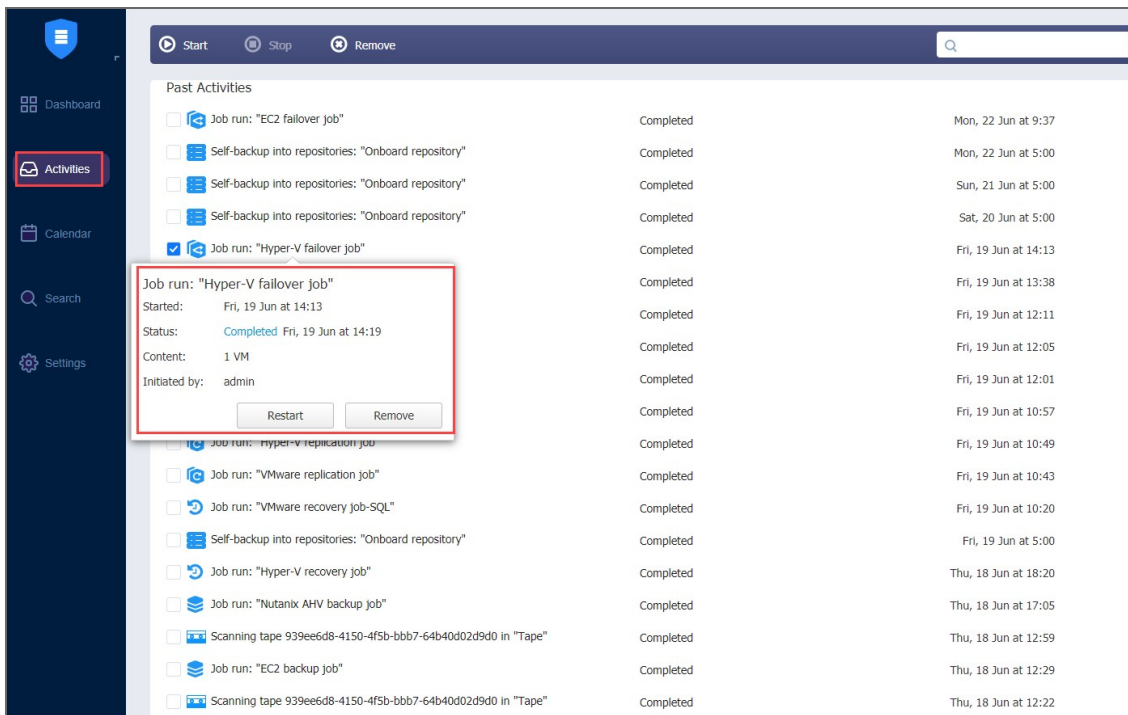 Start Stop Remove
Dashboard
Activities
Calendar
Search
Settings
Past Activities
Job run: "EC2 failover job" Completed Mon, 22 Jun at 9:37
Self-backup into repositories: "Onboard repository" Completed Mon, 22 Jun at 5:00
Self-backup into repositories: "Onboard repository" Completed Sun, 21 Jun at 5:00
Self-backup into repositories: "Onboard repository" Completed Sat, 20 Jun at 5:00
Job run: "Hyper-V failover job" Completed Fri, 19 Jun at 14:13
Completed Fri, 19 Jun at 13:38
Completed Fri, 19 Jun at 12:11
Completed Fri, 19 Jun at 12:05
Completed Fri, 19 Jun at 12:01
Completed Fri, 19 Jun at 10:57
Job run: "Hyper-V failover job"
Started: Fri, 19 Jun at 14:13
Status: Completed Fri, 19 Jun at 14:19
Content: 1 VM
Initiated by: admin
Restart Remove
Job run: "Hyper-V replication job" Completed Fri, 19 Jun at 10:49
Job run: "VMware replication job" Completed Fri, 19 Jun at 10:43
Job run: "VMware recovery job-SQL" Completed Fri, 19 Jun at 10:20
Self-backup into repositories: "Onboard repository" Completed Fri, 19 Jun at 5:00
Job run: "Hyper-V recovery job" Completed Thu, 18 Jun at 18:20
Job run: "Nutanix AHV backup job" Completed Thu, 18 Jun at 17:05
Scanning tape 939ee6d8-4150-4f5b-bbb7-64b40d02d9d0 in "Tape" Completed Thu, 18 Jun at 12:59
Job run: "EC2 backup job" Completed Thu, 18 Jun at 12:29
Scanning tape 939ee6d8-4150-4f5b-bbb7-64b40d02d9d0 in "Tape" Completed Thu, 18 Jun at 12:22